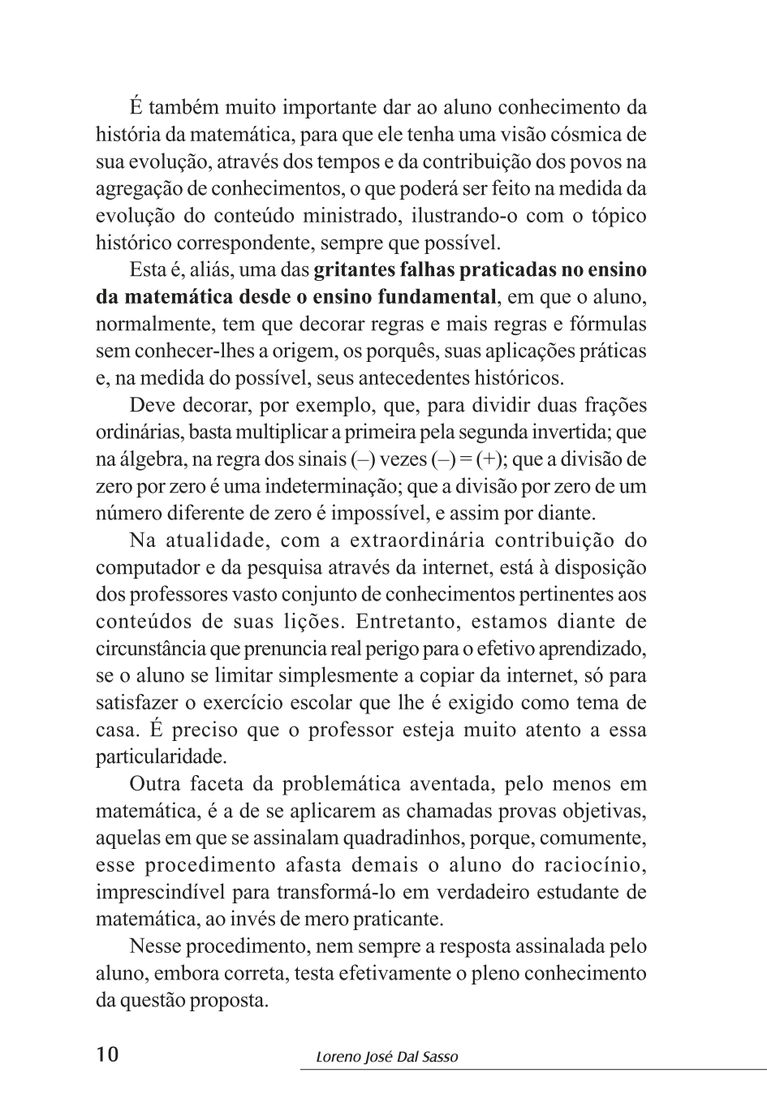 É também muito importante dar ao aluno conhecimento da
história da matemática, para que ele tenha uma visão cósmica de
sua evolução, através dos tempos e da contribuição dos povos na
agregação de conhecimentos, o que poderá ser feito na medida da
evolução do conteúdo ministrado, ilustrando-o com o tópico
histórico correspondente, sempre que possível.
Esta é, aliás, uma das gritantes falhas praticadas no ensino
da matemática desde o ensino fundamental, em que o aluno,
normalmente, tem que decorar regras e mais regras e fórmulas
sem conhecer-lhes a origem, os porquês, suas aplicações práticas
e, na medida do possível, seus antecedentes históricos.
Deve decorar, por exemplo, que, para dividir duas frações
ordinárias, basta multiplicar a primeira pela segunda invertida; que
na álgebra, na regra dos sinais (–) vezes (–) = (+); que a divisão de
zero por zero é uma indeterminação; que a divisão por zero de um
número diferente de zero é impossível, e assim por diante.
Na atualidade, com a extraordinária contribuição do
computador e da pesquisa através da internet, está à disposição
dos professores vasto conjunto de conhecimentos pertinentes aos
conteúdos de suas lições. Entretanto, estamos diante de
circunstância que prenuncia real perigo para o efetivo aprendizado,
se o aluno se limitar simplesmente a copiar da internet, só para
satisfazer o exercício escolar que lhe é exigido como tema de
casa. É preciso que o professor esteja muito atento a essa
particularidade.
Outra faceta da problemática aventada, pelo menos em
matemática, é a de se aplicarem as chamadas provas objetivas,
aquelas em que se assinalam quadradinhos, porque, comumente,
esse procedimento afasta demais o aluno do raciocínio,
imprescindível para transformá-lo em verdadeiro estudante de
matemática, ao invés de mero praticante.
Nesse procedimento, nem sempre a resposta assinalada pelo
aluno, embora correta, testa efetivamente o pleno conhecimento
da questão proposta.
10 Loreno José Dal Sasso